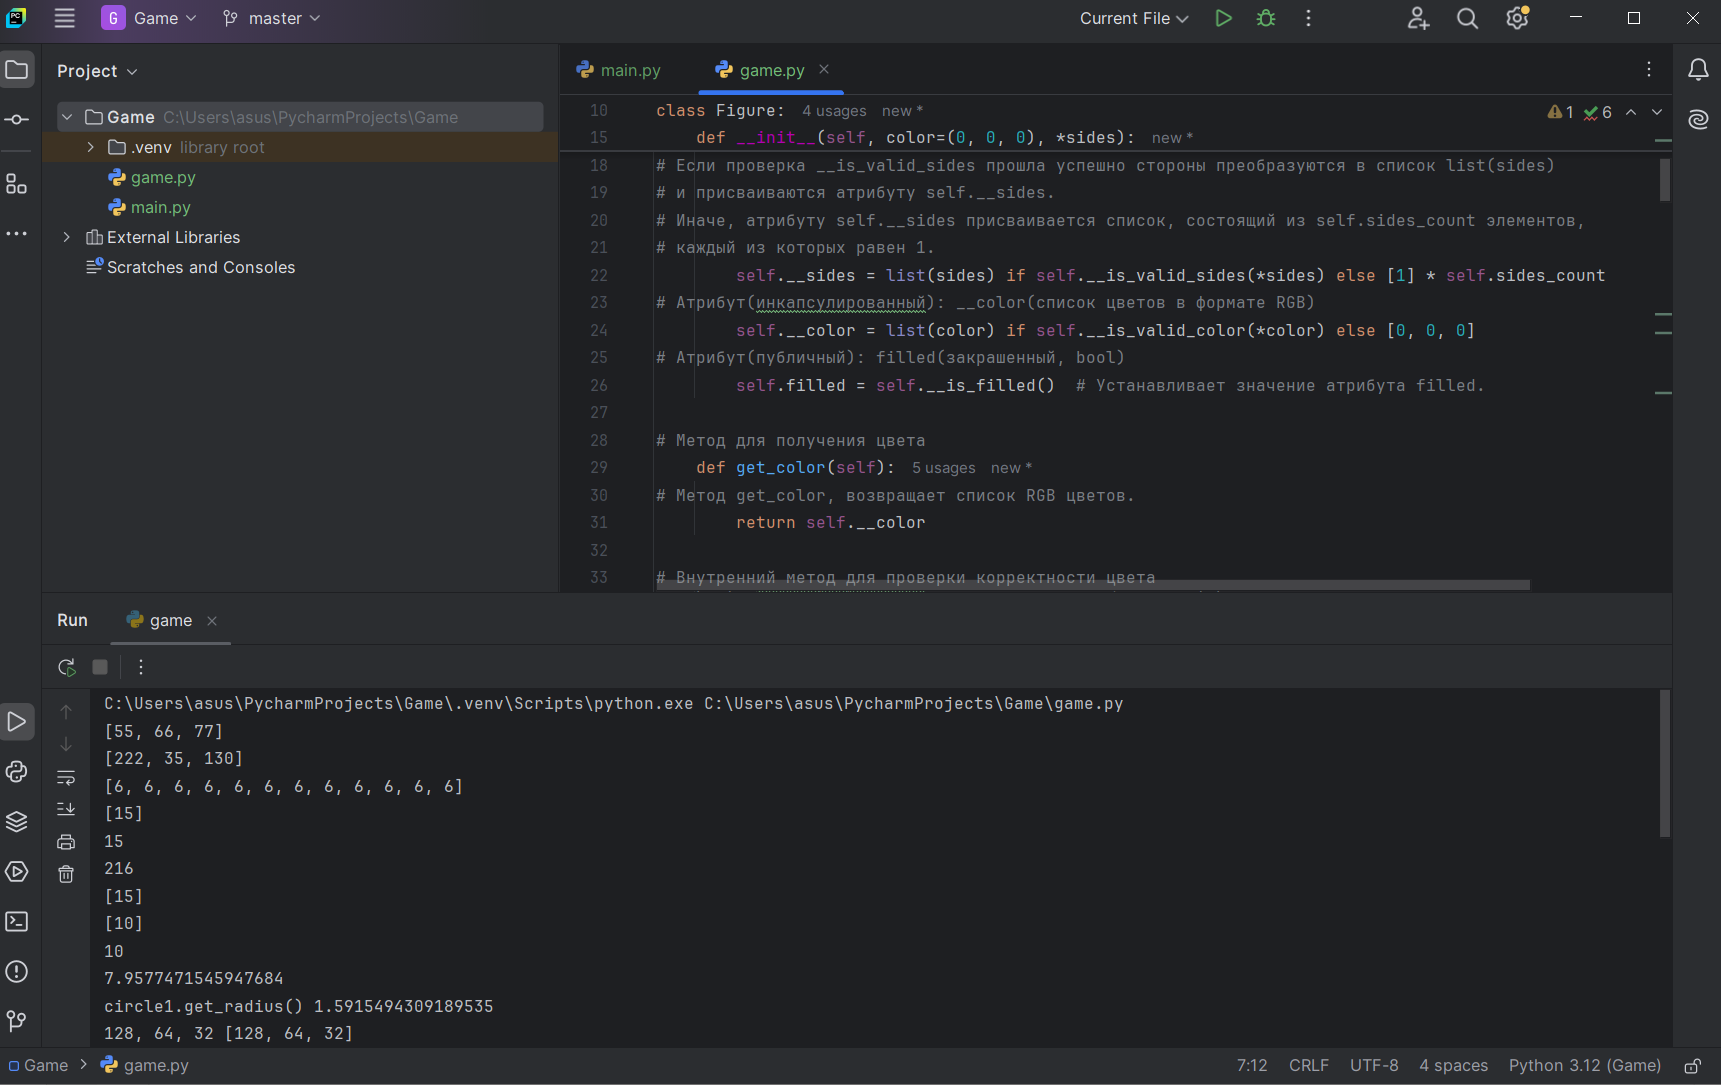 PC
G Game master Current File
Project
main.py game.py
Game C:\Users\asus\PycharmProjects\Game
.venv library root
game.py
main.py
External Libraries
Scratches and Consoles
1 6
10 class Figure: 4 usages new *
15 def __init__(self, color=(0, 0, 0), *sides): new *
18 # Если проверка __is_valid_sides прошла успешно стороны преобразуются в список list(sides)
19 # и присваиваются атрибуту self.__sides.
20 # Иначе, атрибуту self.__sides присваивается список, состоящий из self.sides_count элементов,
21 # каждый из которых равен 1.
22 self.__sides = list(sides) if self.__is_valid_sides(*sides) else [1] * self.sides_count
23 # Атрибут(инкапсулированный): __color(список цветов в формате RGB)
24 self.__color = list(color) if self.__is_valid_color(*color) else [0, 0, 0]
25 # Атрибут(публичный): filled(закрашенный, bool)
26 self.filled = self.__is_filled() # Устанавливает значение атрибута filled.
27
28 # Метод для получения цвета
29 def get_color(self): 5 usages new *
30 # Метод get_color, возвращает список RGB цветов.
31 return self.__color
32
33 # Внутренний метод для проверки корректности цвета
Run game
C:\Users\asus\PycharmProjects\Game\.venv\Scripts\python.exe C:\Users\asus\PycharmProjects\Game\game.py
[55, 66, 77]
[222, 35, 130]
[6, 6, 6, 6, 6, 6, 6, 6, 6, 6, 6, 6]
[15]
15
216
[15]
[10]
10
7.9577471545947684
circle1.get_radius() 1.5915494309189535
128, 64, 32 [128, 64, 32]
Game > game.py 7:12 CRLF UTF-8 4 spaces Python 3.12 (Game)